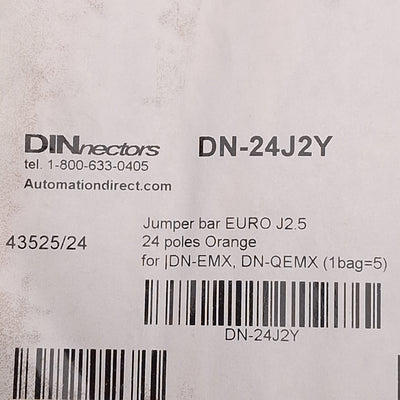 DINnectors
DN-24J2Y
tel. 1-800-633-0405
Automationdirect.com
Jumper bar EURO J2.5
43525/24
24 poles Orange
for |DN-EMX, DN-QEMX (1bag=5)
DN-24J2Y